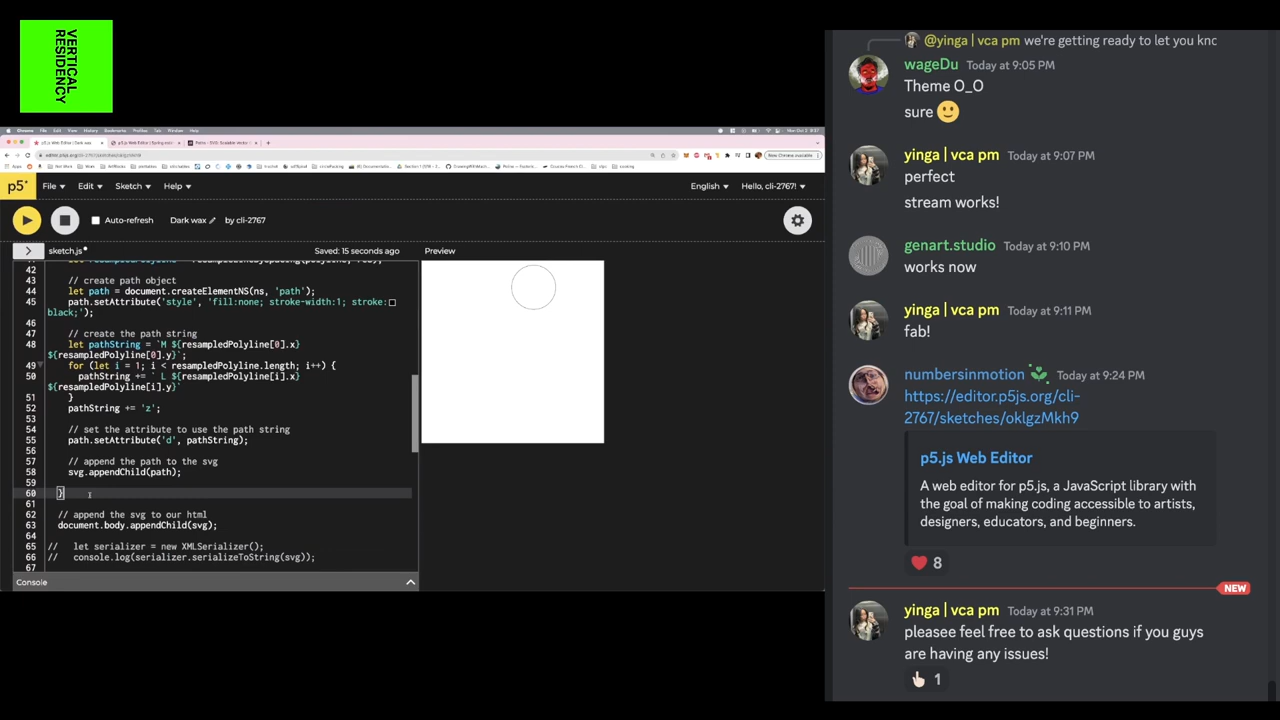 VERTICAL
RESIDENCY
p5*
File
Edit
Sketch
Help
English
Hello, cli-2767!
Auto-refresh
Dark wax
by cli-2767
sketch.js
Saved: 15 seconds ago
Preview
42
43 // create path object
44 let path = document.createElementNS(ns, 'path');
45 path.setAttribute('style', 'fill:none; stroke-width:1; stroke:
black;');
46
47 // create the path string
48 let pathString = `M ${resampledPolyline[0].x}
${resampledPolyline[0].y}`;
49 for (let i = 1; i < resampledPolyline.length; i++) {
50 pathString += ` L ${resampledPolyline[i].x}
${resampledPolyline[i].y}`
51 }
52 pathString += 'z';
53
54 // set the attribute to use the path string
55 path.setAttribute('d', pathString);
56
57 // append the path to the svg
58 svg.appendChild(path);
59
60 }
61
62 // append the svg to our html
63 document.body.appendChild(svg);
64
65 // let serializer = new XMLSerializer();
66 // console.log(serializer.serializeToString(svg));
67
Console
@yinga | vca pm we're getting ready to let you knc
wageDu Today at 9:05 PM
Theme O_O
sure
yinga | vca pm Today at 9:07 PM
perfect
stream works!
genart.studio Today at 9:10 PM
works now
yinga | vca pm Today at 9:11 PM
fab!
numbersinmotion Today at 9:24 PM
https://editor.p5js.org/cli-
2767/sketches/oklgzMkh9
p5.js Web Editor
A web editor for p5.js, a JavaScript library with
the goal of making coding accessible to artists,
designers, educators, and beginners.
8
NEW
yinga | vca pm Today at 9:31 PM
pleasee feel free to ask questions if you guys
are having any issues!
1